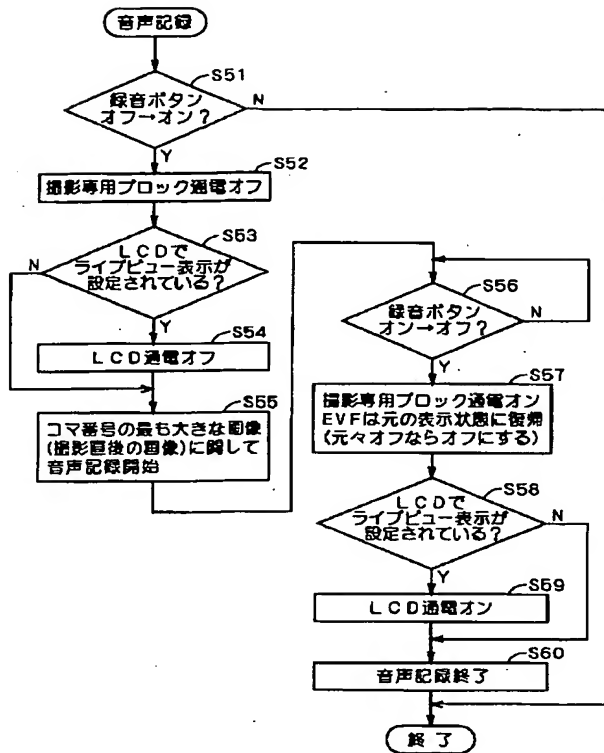 音声記録
S51
録音ボタン
オフ→オン?
N
Y
S52
撮影専用ブロック通電オフ
S53
LCDで
ライブビュー表示が
設定されている?
N
Y
S54
LCD通電オフ
S55
コマ番号の最も大きな画像
(撮影直後の画像)に関して
音声記録開始
S56
録音ボタン
オン→オフ?
N
Y
S57
撮影専用ブロック通電オン
EVFは元の表示状態に復帰
(元々オフならオフにする)
S58
LCDで
ライブビュー表示が
設定されている?
N
Y
S59
LCD通電オン
S60
音声記録終了
終了